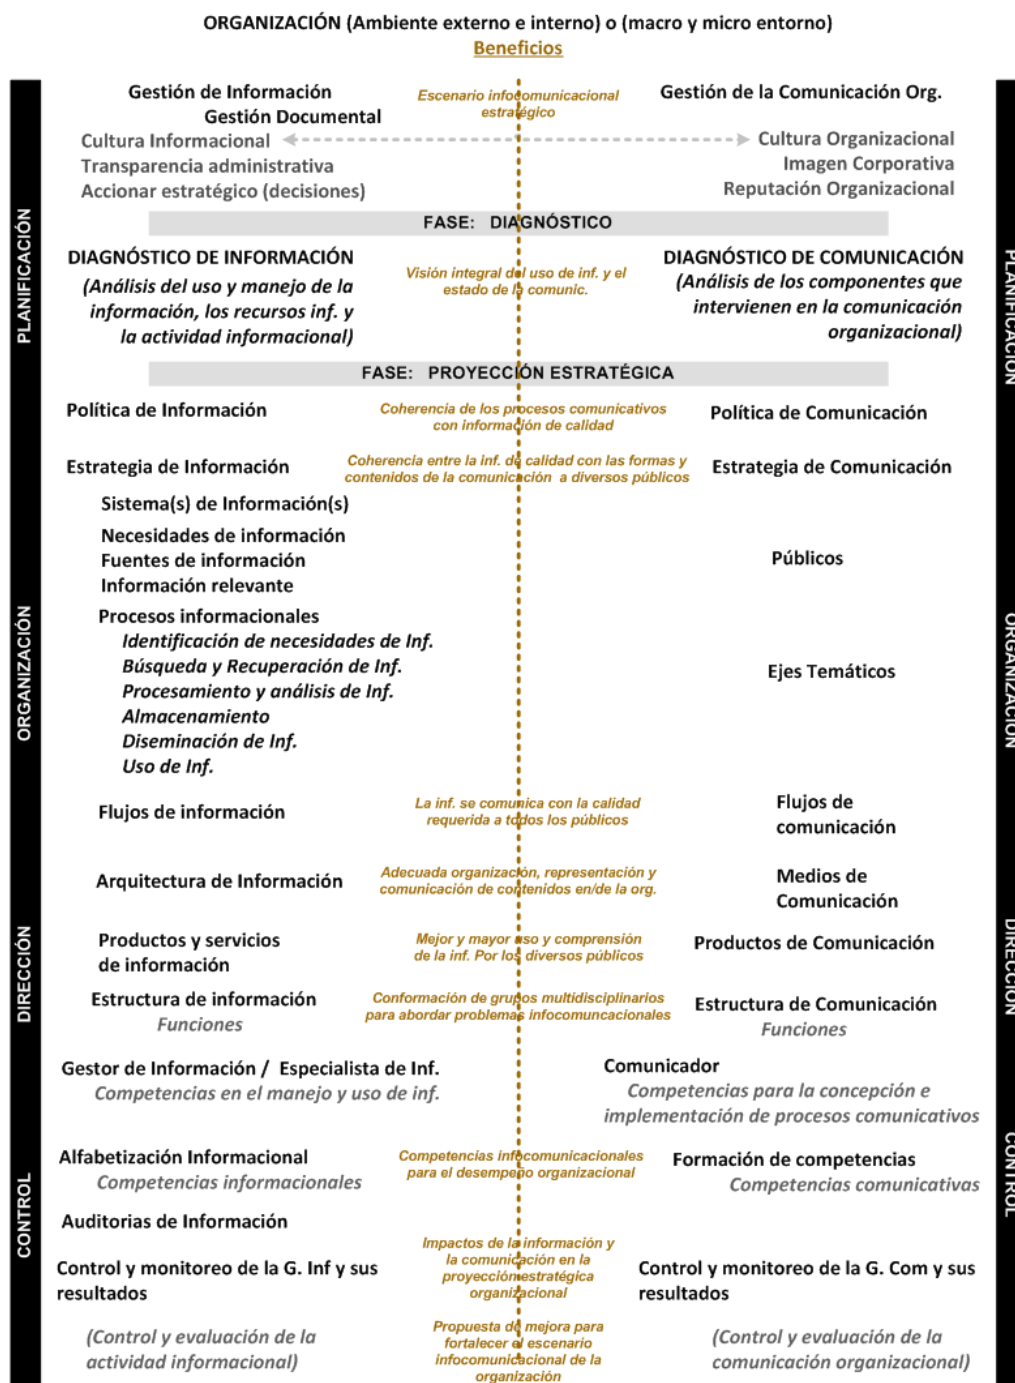 ORGANIZACIÓN (Ambiente externo e interno) o (macro y micro entorno)
Beneficios
PLANIFICACIÓN
Gestión de Información
Gestión Documental
Escenario infocomunicacional
estratégico
Gestión de la Comunicación Org.
Cultura Informacional
Transparencia administrativa
Accionar estratégico (decisiones)
Cultura Organizacional
Imagen Corporativa
Reputación Organizacional
PLANIFICACIÓN
FASE: DIAGNÓSTICO
DIAGNÓSTICO DE INFORMACIÓN
(Análisis del uso y manejo de la
información, los recursos inf. y
la actividad informacional)
Visión integral del uso de inf. y el
estado de la comunic.
DIAGNÓSTICO DE COMUNICACIÓN
(Análisis de los componentes que
intervienen en la comunicación
organizacional)
FASE: PROYECCIÓN ESTRATÉGICA
Política de Información
Coherencia de los procesos comunicativos
con información de calidad
Política de Comunicación
Estrategia de Información
Coherencia entre la inf. de calidad con las formas y
contenidos de la comunicación a diversos públicos
Estrategia de Comunicación
ORGANIZACIÓN
Sistema(s) de Información(s)
Necesidades de información
Fuentes de información
Información relevante
Públicos
Procesos informacionales
Identificación de necesidades de Inf.
Búsqueda y Recuperación de Inf.
Procesamiento y análisis de Inf.
Almacenamiento
Diseminación de Inf.
Uso de Inf.
Ejes Temáticos
ORGANIZACIÓN
Flujos de información
La inf. se comunica con la calidad
requerida a todos los públicos
Flujos de
comunicación
Arquitectura de Información
Adecuada organización, representación y
comunicación de contenidos en/de la org.
Medios de
Comunicación
DIRECCIÓN
Productos y servicios
de información
Mejor y mayor uso y comprensión
de la inf. Por los diversos públicos
Productos de Comunicación
DIRECCIÓN
Estructura de información
Funciones
Conformación de grupos multidisciplinarios
para abordar problemas infocomuncacionales
Estructura de Comunicación
Funciones
Gestor de Información / Especialista de Inf.
Competencias en el manejo y uso de inf.
Comunicador
Competencias para la concepción e
implementación de procesos comunicativos
CONTROL
Alfabetización Informacional
Competencias informacionales
Competencias infocomunicacionales
para el desempeño organizacional
Formación de competencias
Competencias comunicativas
CONTROL
Auditorias de Información
Control y monitoreo de la G. Inf y sus
resultados
Impactos de la información y
la comunicación en la
proyección estratégica
organizacional
Control y monitoreo de la G. Com y sus
resultados
(Control y evaluación de la
actividad informacional)
Propuesta de mejora para
fortalecer el escenario
infocomunicacional de la
organización
(Control y evaluación de la
comunicación organizacional)